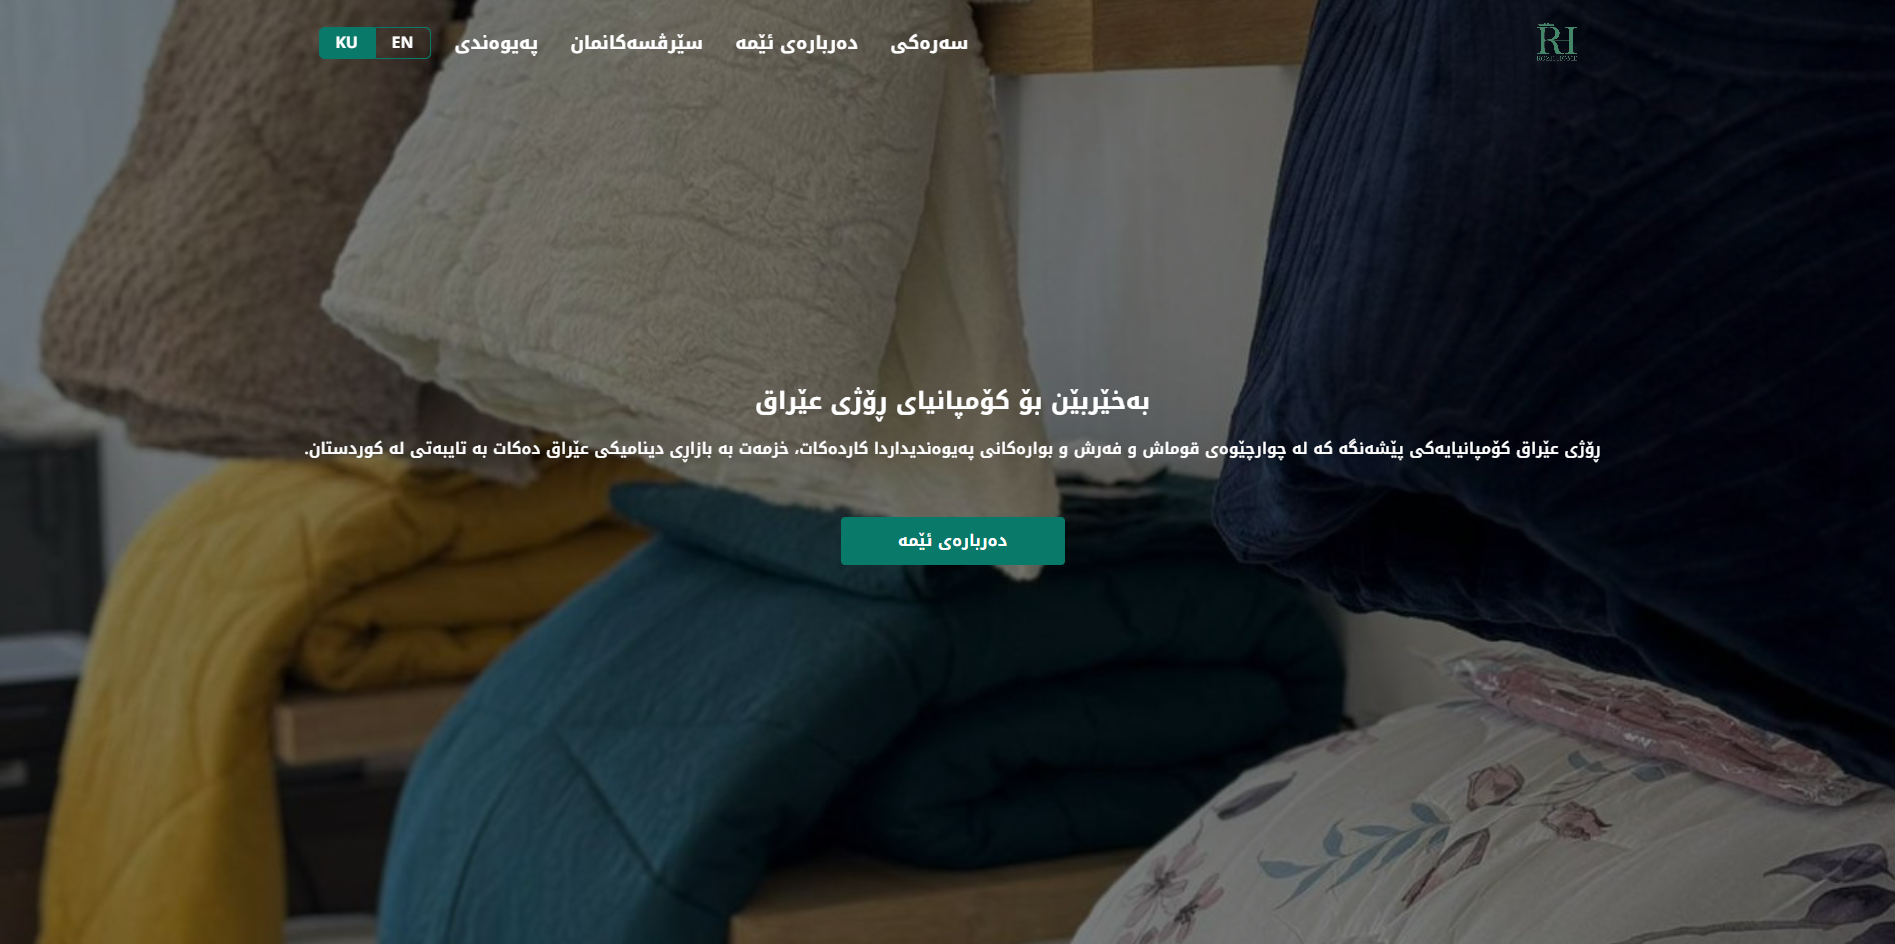 RH
سەرەکی
دەربارەی ئێمە
سێرڤسەکانمان
پەیوەندی
EN
KU
بەخێربێن بۆ کۆمپانیای ڕۆژی عێراق
ڕۆژی عێراق کۆمپانیایەکی پێشەنگە کە لە چوارچێوەی قوماش و فەرش و بوارەکانی پەیوەندیداردا کاردەکات، خزمەت بە بازاڕی دینامیکی عێراق دەکات بە تایبەتی لە کوردستان.
دەربارەی ئێمە